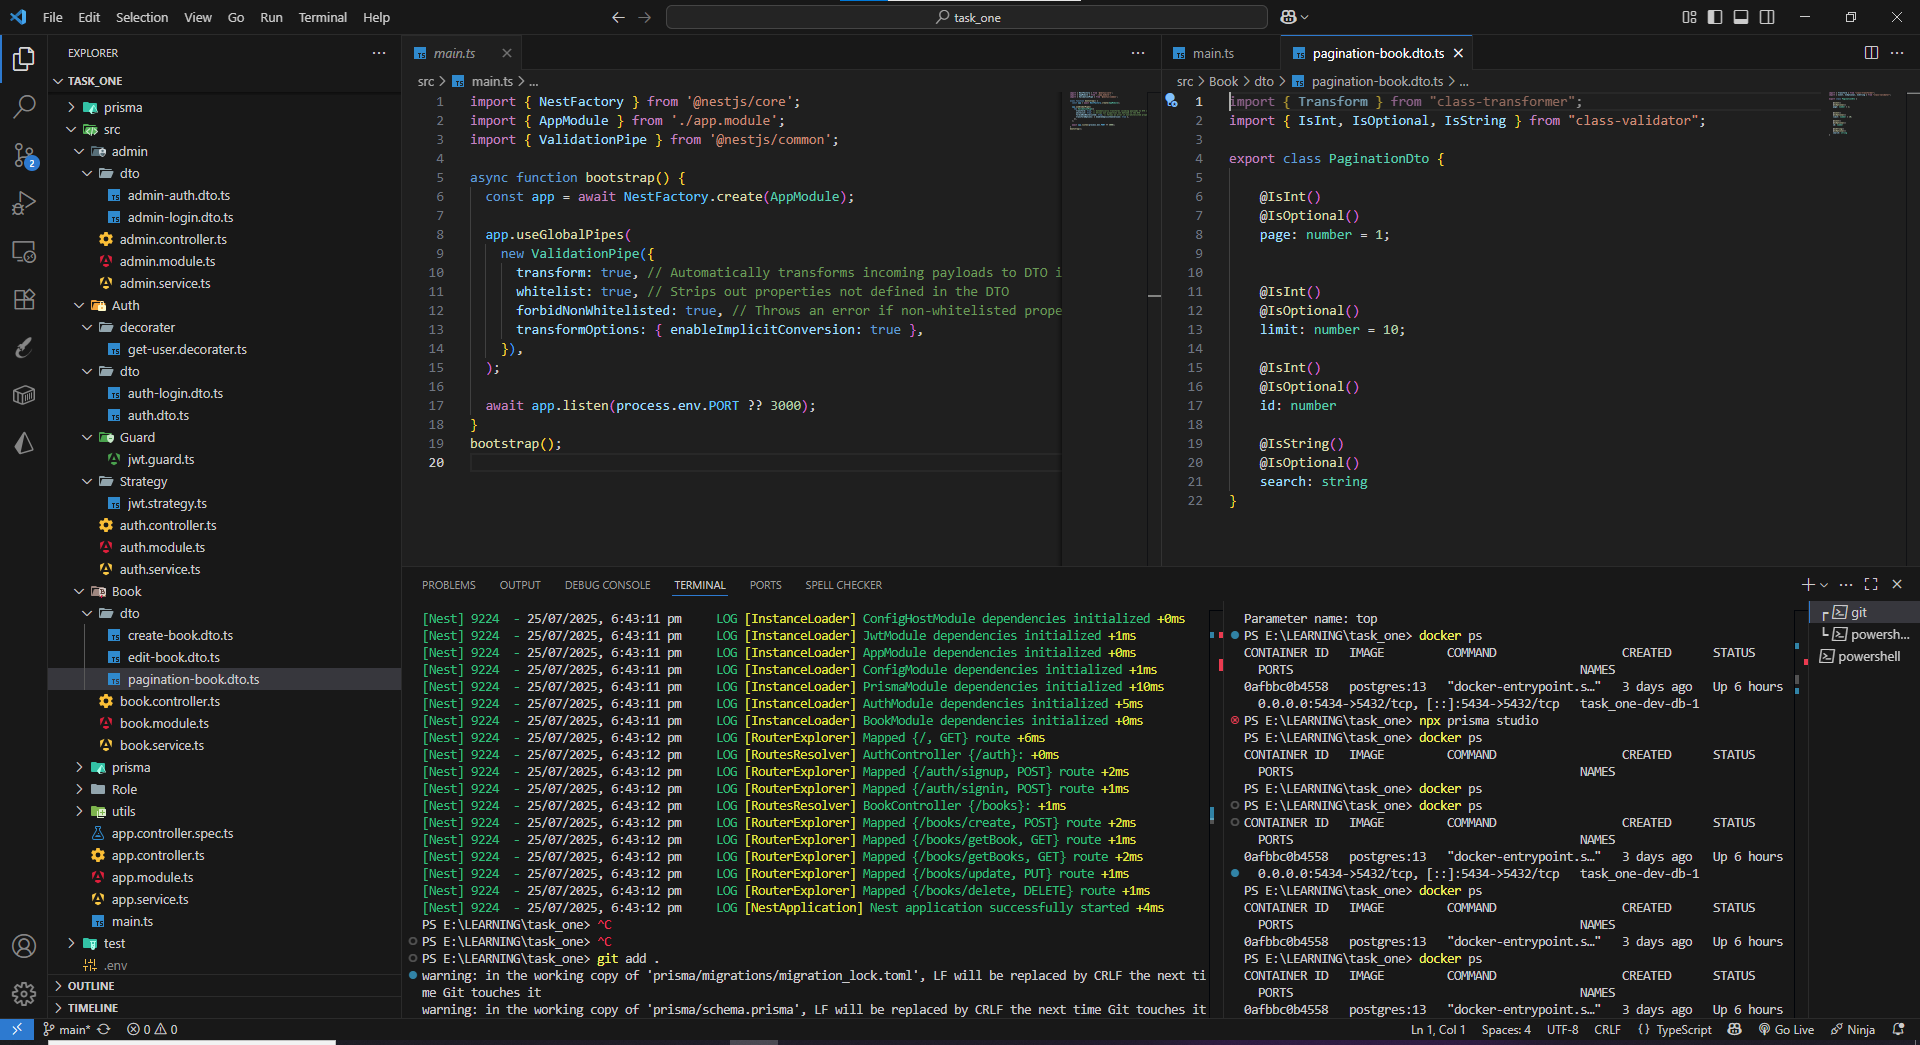 File Edit Selection View Go Run Terminal Help
task_one
EXPLORER
TASK_ONE
prisma
src
admin
dto
admin-auth.dto.ts
admin-login.dto.ts
admin.controller.ts
admin.module.ts
admin.service.ts
Auth
decorater
get-user.decorater.ts
dto
auth-login.dto.ts
auth.dto.ts
Guard
jwt.guard.ts
Strategy
jwt.strategy.ts
auth.controller.ts
auth.module.ts
auth.service.ts
Book
dto
create-book.dto.ts
edit-book.dto.ts
pagination-book.dto.ts
book.controller.ts
book.module.ts
book.service.ts
prisma
Role
utils
app.controller.spec.ts
app.controller.ts
app.module.ts
app.service.ts
main.ts
test
.env
OUTLINE
TIMELINE
2
main.ts
src > main.ts > ...
1 import { NestFactory } from '@nestjs/core';
2 import { AppModule } from './app.module';
3 import { ValidationPipe } from '@nestjs/common';
4
5 async function bootstrap() {
6 const app = await NestFactory.create(AppModule);
7
8 app.useGlobalPipes(
9 new ValidationPipe({
10 transform: true, // Automatically transforms incoming payloads to DTO i
11 whitelist: true, // Strips out properties not defined in the DTO
12 forbidNonWhitelisted: true, // Throws an error if non-whitelisted prope
13 transformOptions: { enableImplicitConversion: true },
14 }),
15 );
16
17 await app.listen(process.env.PORT ?? 3000);
18 }
19 bootstrap();
20
main.ts
pagination-book.dto.ts
src > Book > dto > pagination-book.dto.ts > ...
1 import { Transform } from "class-transformer";
2 import { IsInt, IsOptional, IsString } from "class-validator";
3
4 export class PaginationDto {
5
6 @IsInt()
7 @IsOptional()
8 page: number = 1;
9
10
11 @IsInt()
12 @IsOptional()
13 limit: number = 10;
14
15 @IsInt()
16 @IsOptional()
17 id: number
18
19 @IsString()
20 @IsOptional()
21 search: string
22 }
PROBLEMS OUTPUT DEBUG CONSOLE TERMINAL PORTS SPELL CHECKER
[Nest] 9224 - 25/07/2025, 6:43:11 pm LOG [InstanceLoader] ConfigHostModule dependencies initialized +0ms
[Nest] 9224 - 25/07/2025, 6:43:11 pm LOG [InstanceLoader] JwtModule dependencies initialized +1ms
[Nest] 9224 - 25/07/2025, 6:43:11 pm LOG [InstanceLoader] AppModule dependencies initialized +0ms
[Nest] 9224 - 25/07/2025, 6:43:11 pm LOG [InstanceLoader] ConfigModule dependencies initialized +1ms
[Nest] 9224 - 25/07/2025, 6:43:11 pm LOG [InstanceLoader] PrismaModule dependencies initialized +10ms
[Nest] 9224 - 25/07/2025, 6:43:11 pm LOG [InstanceLoader] AuthModule dependencies initialized +5ms
[Nest] 9224 - 25/07/2025, 6:43:11 pm LOG [InstanceLoader] BookModule dependencies initialized +0ms
[Nest] 9224 - 25/07/2025, 6:43:12 pm LOG [RouterExplorer] Mapped {/, GET} route +6ms
[Nest] 9224 - 25/07/2025, 6:43:12 pm LOG [RoutesResolver] AuthController {/auth}: +0ms
[Nest] 9224 - 25/07/2025, 6:43:12 pm LOG [RouterExplorer] Mapped {/auth/signup, POST} route +2ms
[Nest] 9224 - 25/07/2025, 6:43:12 pm LOG [RouterExplorer] Mapped {/auth/signin, POST} route +1ms
[Nest] 9224 - 25/07/2025, 6:43:12 pm LOG [RoutesResolver] BookController {/books}: +1ms
[Nest] 9224 - 25/07/2025, 6:43:12 pm LOG [RouterExplorer] Mapped {/books/create, POST} route +2ms
[Nest] 9224 - 25/07/2025, 6:43:12 pm LOG [RouterExplorer] Mapped {/books/getBook, GET} route +1ms
[Nest] 9224 - 25/07/2025, 6:43:12 pm LOG [RouterExplorer] Mapped {/books/getBooks, GET} route +2ms
[Nest] 9224 - 25/07/2025, 6:43:12 pm LOG [RouterExplorer] Mapped {/books/update, PUT} route +1ms
[Nest] 9224 - 25/07/2025, 6:43:12 pm LOG [RouterExplorer] Mapped {/books/delete, DELETE} route +1ms
[Nest] 9224 - 25/07/2025, 6:43:12 pm LOG [NestApplication] Nest application successfully started +4ms
PS E:\LEARNING\task_one> ^C
PS E:\LEARNING\task_one> ^C
PS E:\LEARNING\task_one> git add .
warning: in the working copy of 'prisma/migrations/migration_lock.toml', LF will be replaced by CRLF the next ti
me Git touches it
warning: in the working copy of 'prisma/schema.prisma', LF will be replaced by CRLF the next time Git touches it
Parameter name: top
PS E:\LEARNING\task_one> docker ps
CONTAINER ID IMAGE COMMAND CREATED STATUS
PORTS NAMES
0afbbc0b4558 postgres:13 "docker-entrypoint.s…" 3 days ago Up 6 hours
0.0.0.0:5434->5432/tcp, [::]:5434->5432/tcp task_one-dev-db-1
PS E:\LEARNING\task_one> npx prisma studio
PS E:\LEARNING\task_one> docker ps
CONTAINER ID IMAGE COMMAND CREATED STATUS
PORTS NAMES
PS E:\LEARNING\task_one> docker ps
PS E:\LEARNING\task_one> docker ps
CONTAINER ID IMAGE COMMAND CREATED STATUS
PORTS NAMES
0afbbc0b4558 postgres:13 "docker-entrypoint.s…" 3 days ago Up 6 hours
0.0.0.0:5434->5432/tcp, [::]:5434->5432/tcp task_one-dev-db-1
PS E:\LEARNING\task_one> docker ps
CONTAINER ID IMAGE COMMAND CREATED STATUS
PORTS NAMES
0afbbc0b4558 postgres:13 "docker-entrypoint.s…" 3 days ago Up 6 hours
PS E:\LEARNING\task_one> docker ps
CONTAINER ID IMAGE COMMAND CREATED STATUS
PORTS NAMES
0afbbc0b4558 postgres:13 "docker-entrypoint.s…" 3 days ago Up 6 hours
git
powersh...
powershell
main* 0 0
Ln 1, Col 1 Spaces: 4 UTF-8 CRLF {} TypeScript Go Live Ninja